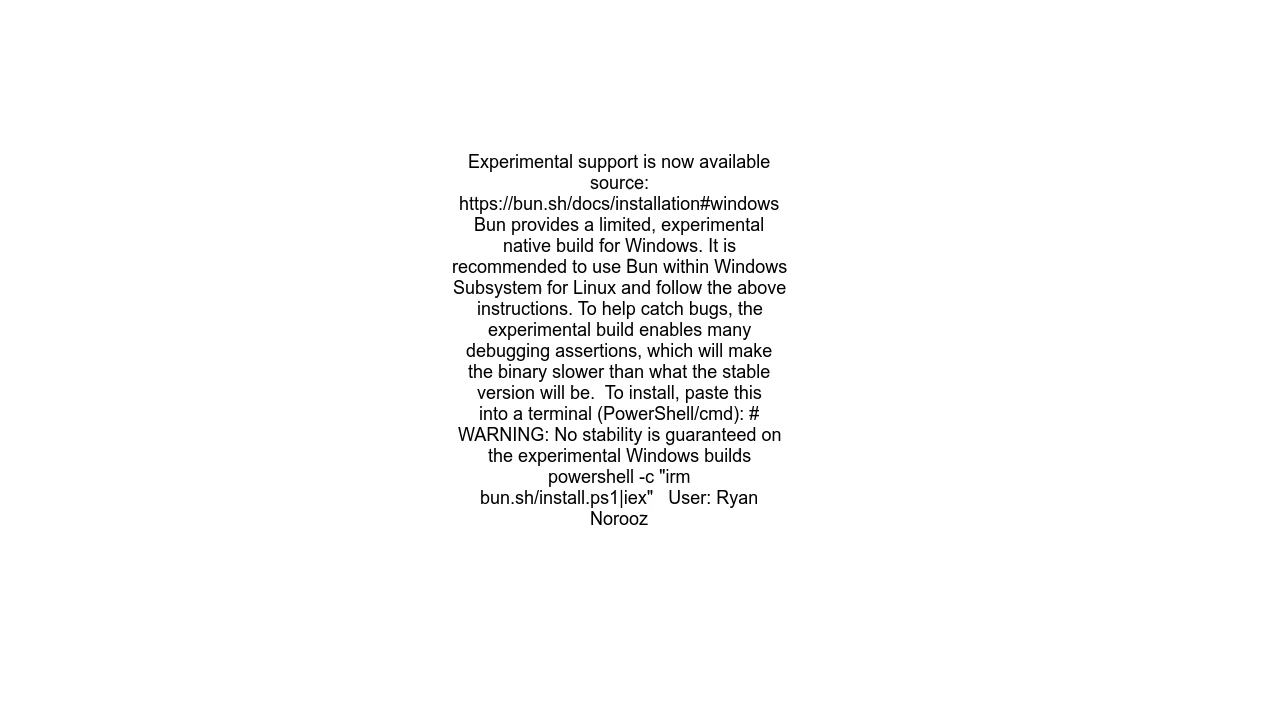 Experimental support is now available
source:
https://bun.sh/docs/installation#windows
Bun provides a limited, experimental
native build for Windows. It is
recommended to use Bun within Windows
Subsystem for Linux and follow the above
instructions. To help catch bugs, the
experimental build enables many
debugging assertions, which will make
the binary slower than what the stable
version will be.  To install, paste this
into a terminal (PowerShell/cmd): #
WARNING: No stability is guaranteed on
the experimental Windows builds
powershell -c "irm
bun.sh/install.ps1|iex"   User: Ryan
Norooz